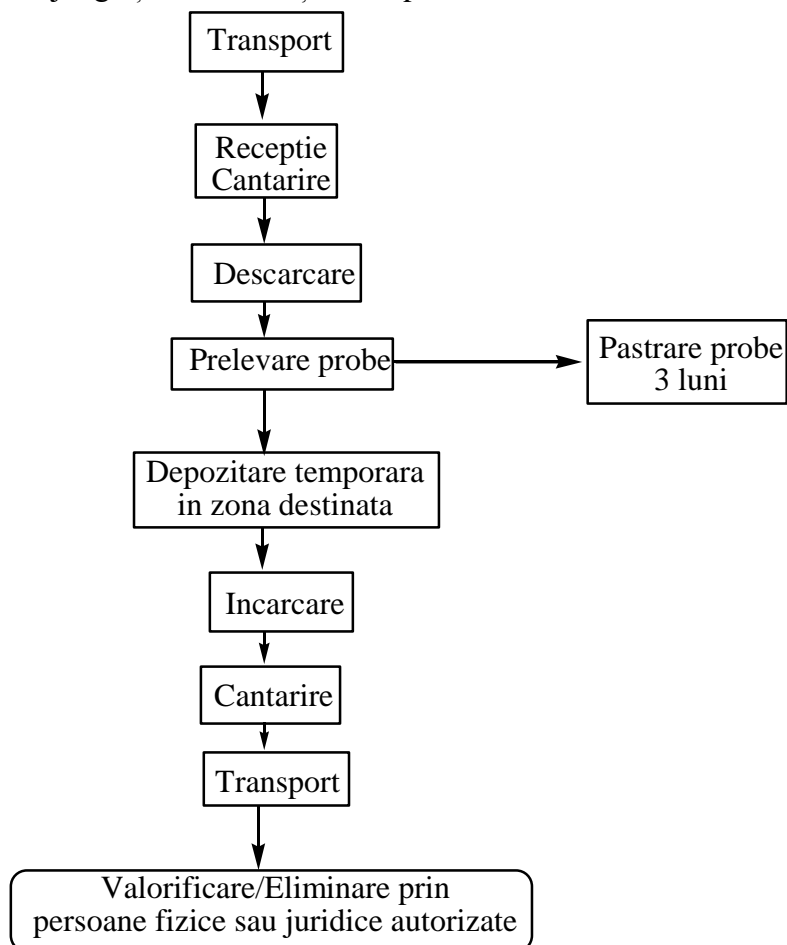 Transport
Receptie
Cantarire
Descarcare
Prelevare probe
Pastrare probe
3 luni
Depozitare temporara
in zona destinata
Incarcare
Cantarire
Transport
Valorificare/Eliminare prin
persoane fizice sau juridice autorizate